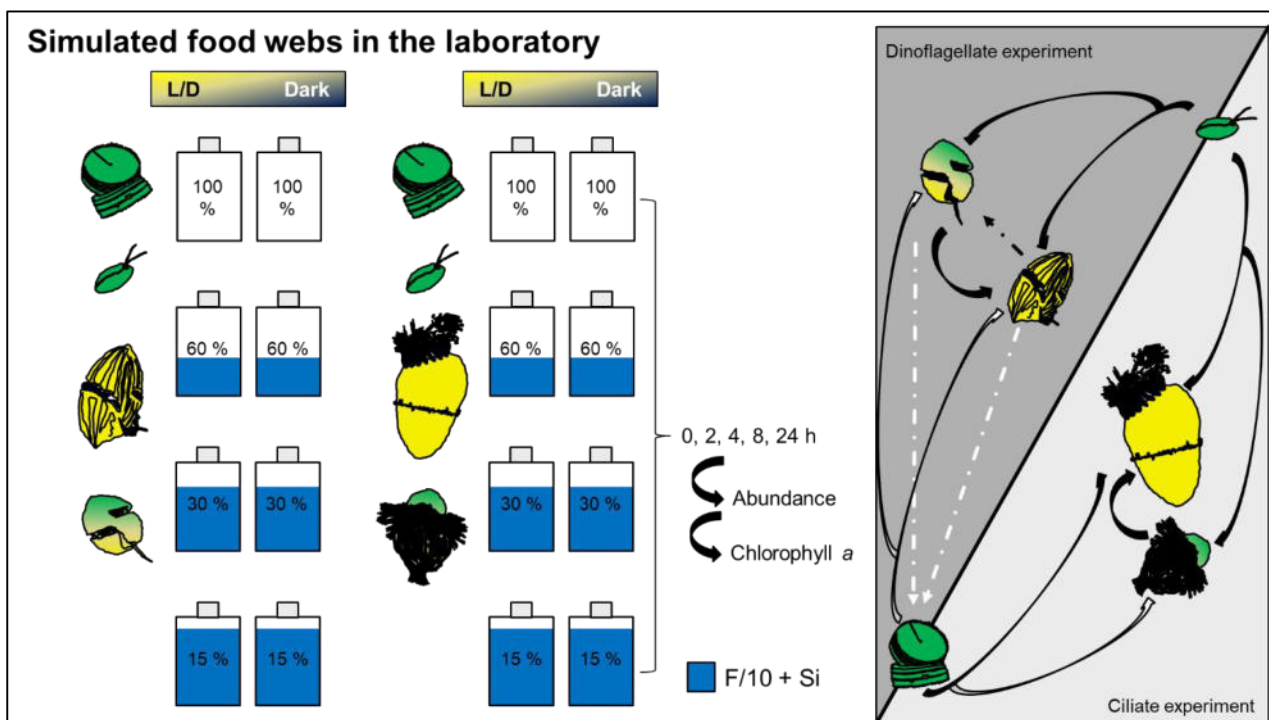 Simulated food webs in the laboratory
L/D Dark
L/D Dark
100 %
100 %
100 %
100 %
60 %
60 %
60 %
60 %
30 %
30 %
30 %
30 %
15 %
15 %
15 %
15 %
0, 2, 4, 8, 24 h
Abundance
Chlorophyll a
F/10 + Si
Dinoflagellate experiment
Ciliate experiment